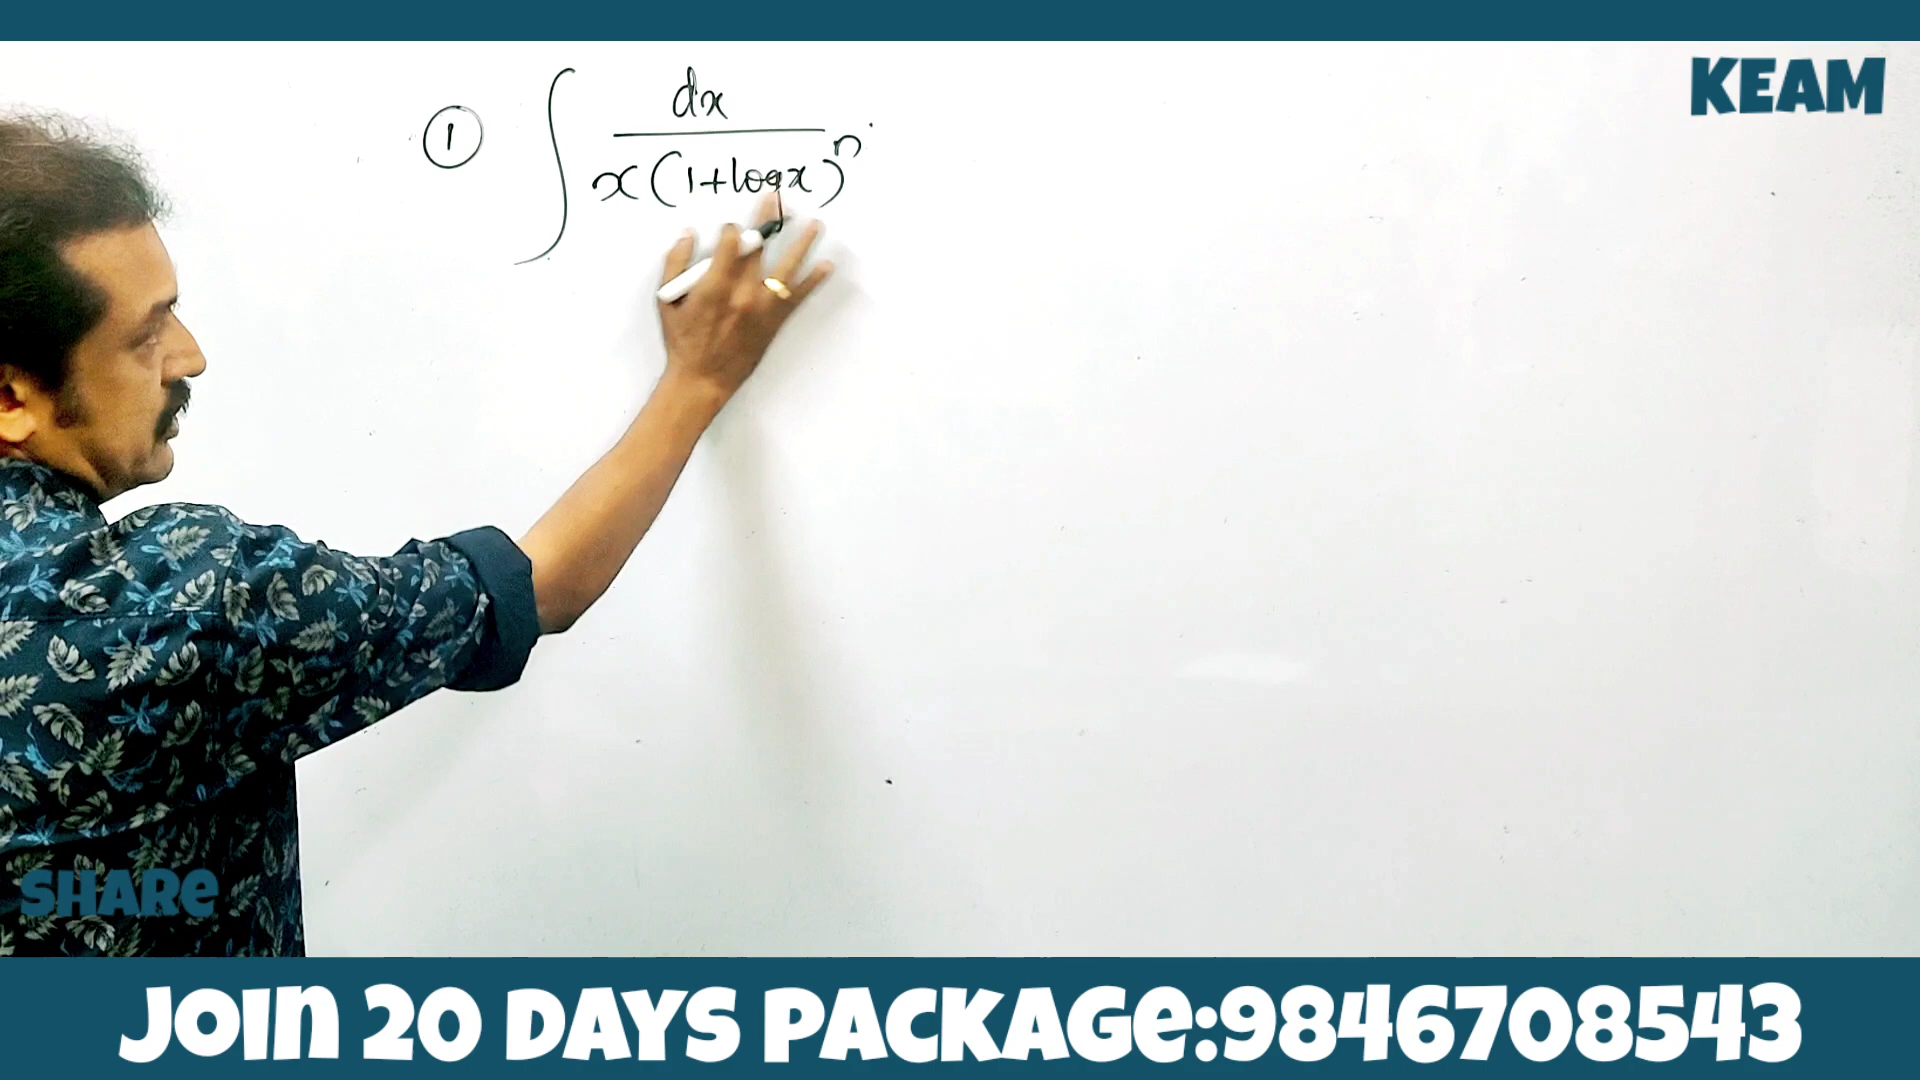 KEAM
① ∫ dx / x(1+logx)^n
SHARE
JOIN 20 DAYS PACKAGE:9846708543